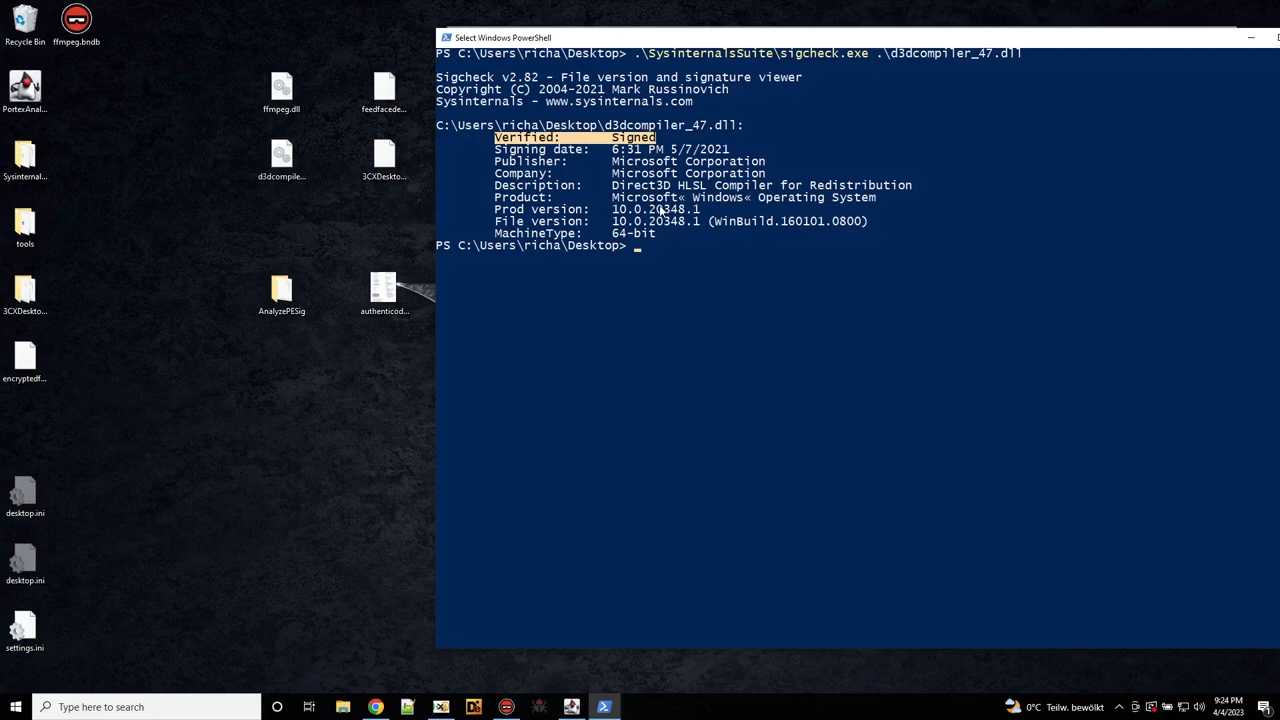 Recycle Bin
ffmpeg.bndb
PortexAnal...
ffmpeg.dll
feedfacede...
Sysinternal...
d3dcompile...
3CXDeskto...
tools
3CXDeskto...
AnalyzePESig
authenticod...
encryptedf...
desktop.ini
desktop.ini
settings.ini
Select Windows PowerShell
PS C:\Users\richa\Desktop> .\SysinternalsSuite\sigcheck.exe .\d3dcompiler_47.dll
Sigcheck v2.82 - File version and signature viewer
Copyright (C) 2004-2021 Mark Russinovich
Sysinternals - www.sysinternals.com
C:\Users\richa\Desktop\d3dcompiler_47.dll:
Verified: Signed
Signing date: 6:31 PM 5/7/2021
Publisher: Microsoft Corporation
Company: Microsoft Corporation
Description: Direct3D HLSL Compiler for Redistribution
Product: Microsoft« Windows« Operating System
Prod version: 10.0.20348.1
File version: 10.0.20348.1 (WinBuild.160101.0800)
MachineType: 64-bit
PS C:\Users\richa\Desktop>
Type here to search
0°C Teilw. bewölkt
9:24 PM
4/4/2023